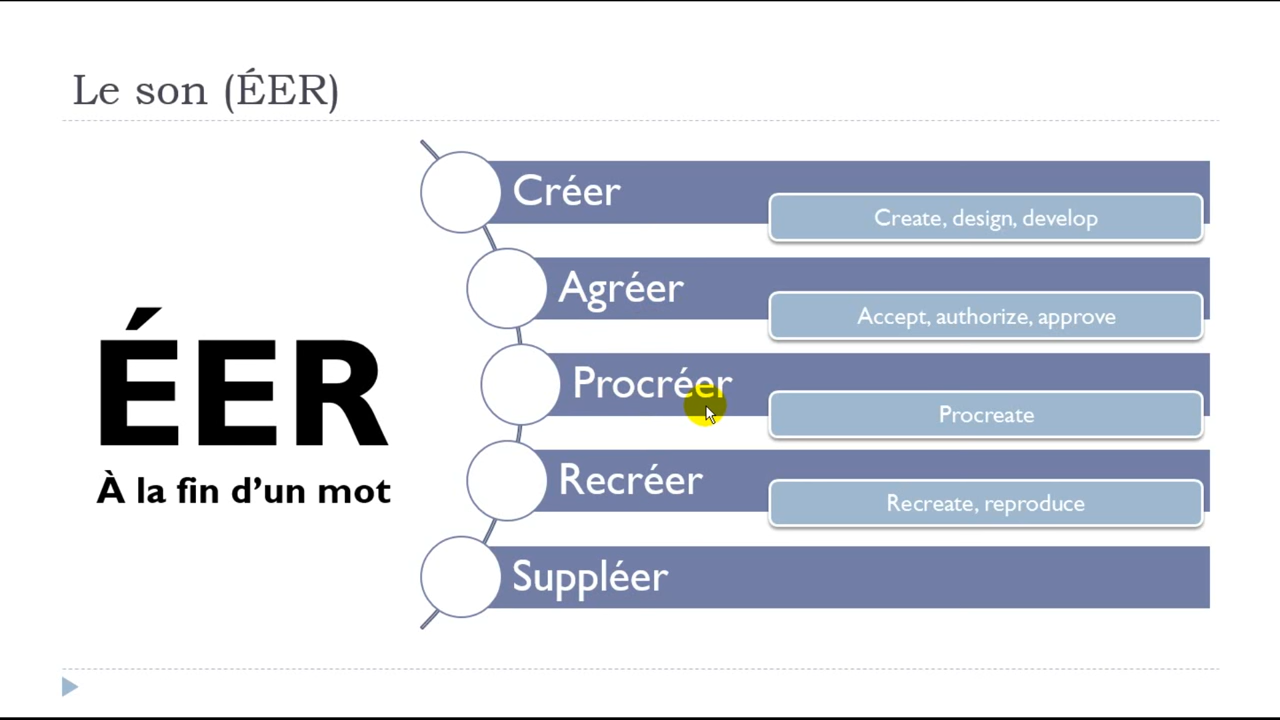 Le son (ÉER)
ÉER
À la fin d’un mot
Créer
Create, design, develop
Agréer
Accept, authorize, approve
Procréer
Procreate
Recréer
Recreate, reproduce
Suppléer